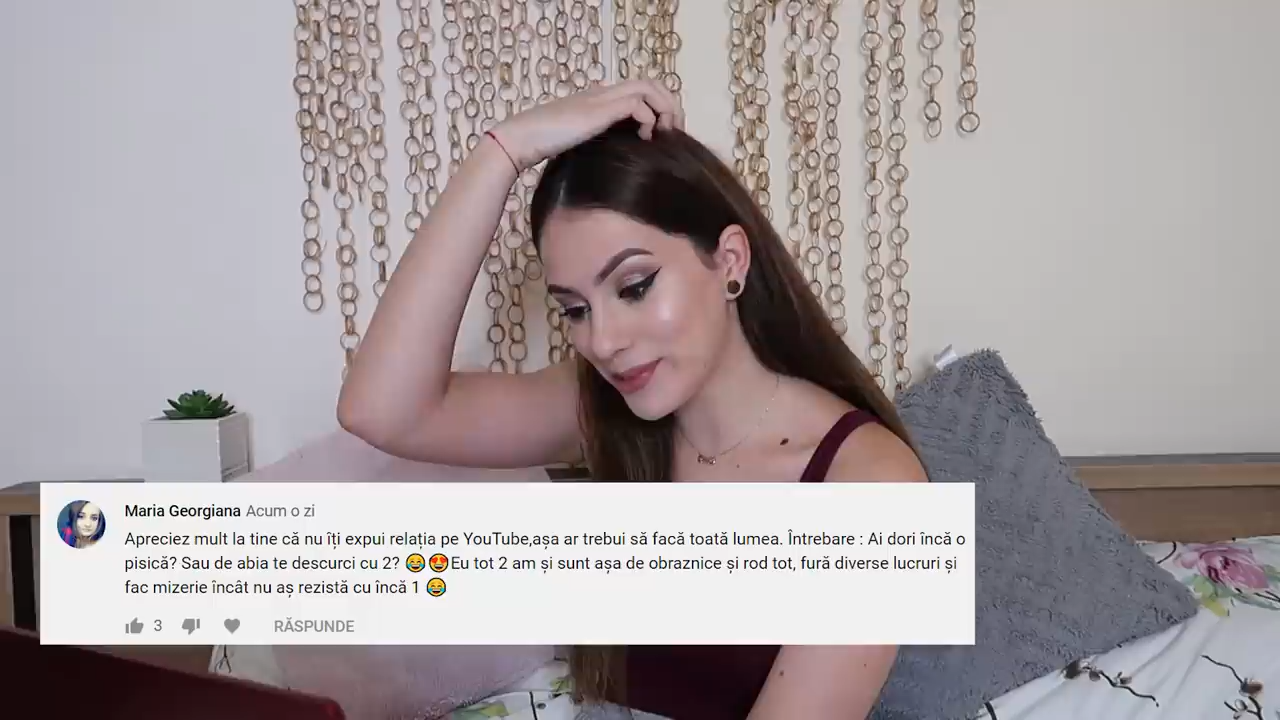 Maria Georgiana Acum o zi
Apreciez mult la tine că nu îți expui relația pe YouTube,așa ar trebui să facă toată lumea. Întrebare : Ai dori încă o
pisică? Sau de abia te descurci cu 2? 😂😍Eu tot 2 am și sunt așa de obraznice și rod tot, fură diverse lucruri și
fac mizerie încât nu aș rezistă cu încă 1 😂
3
RĂSPUNDE